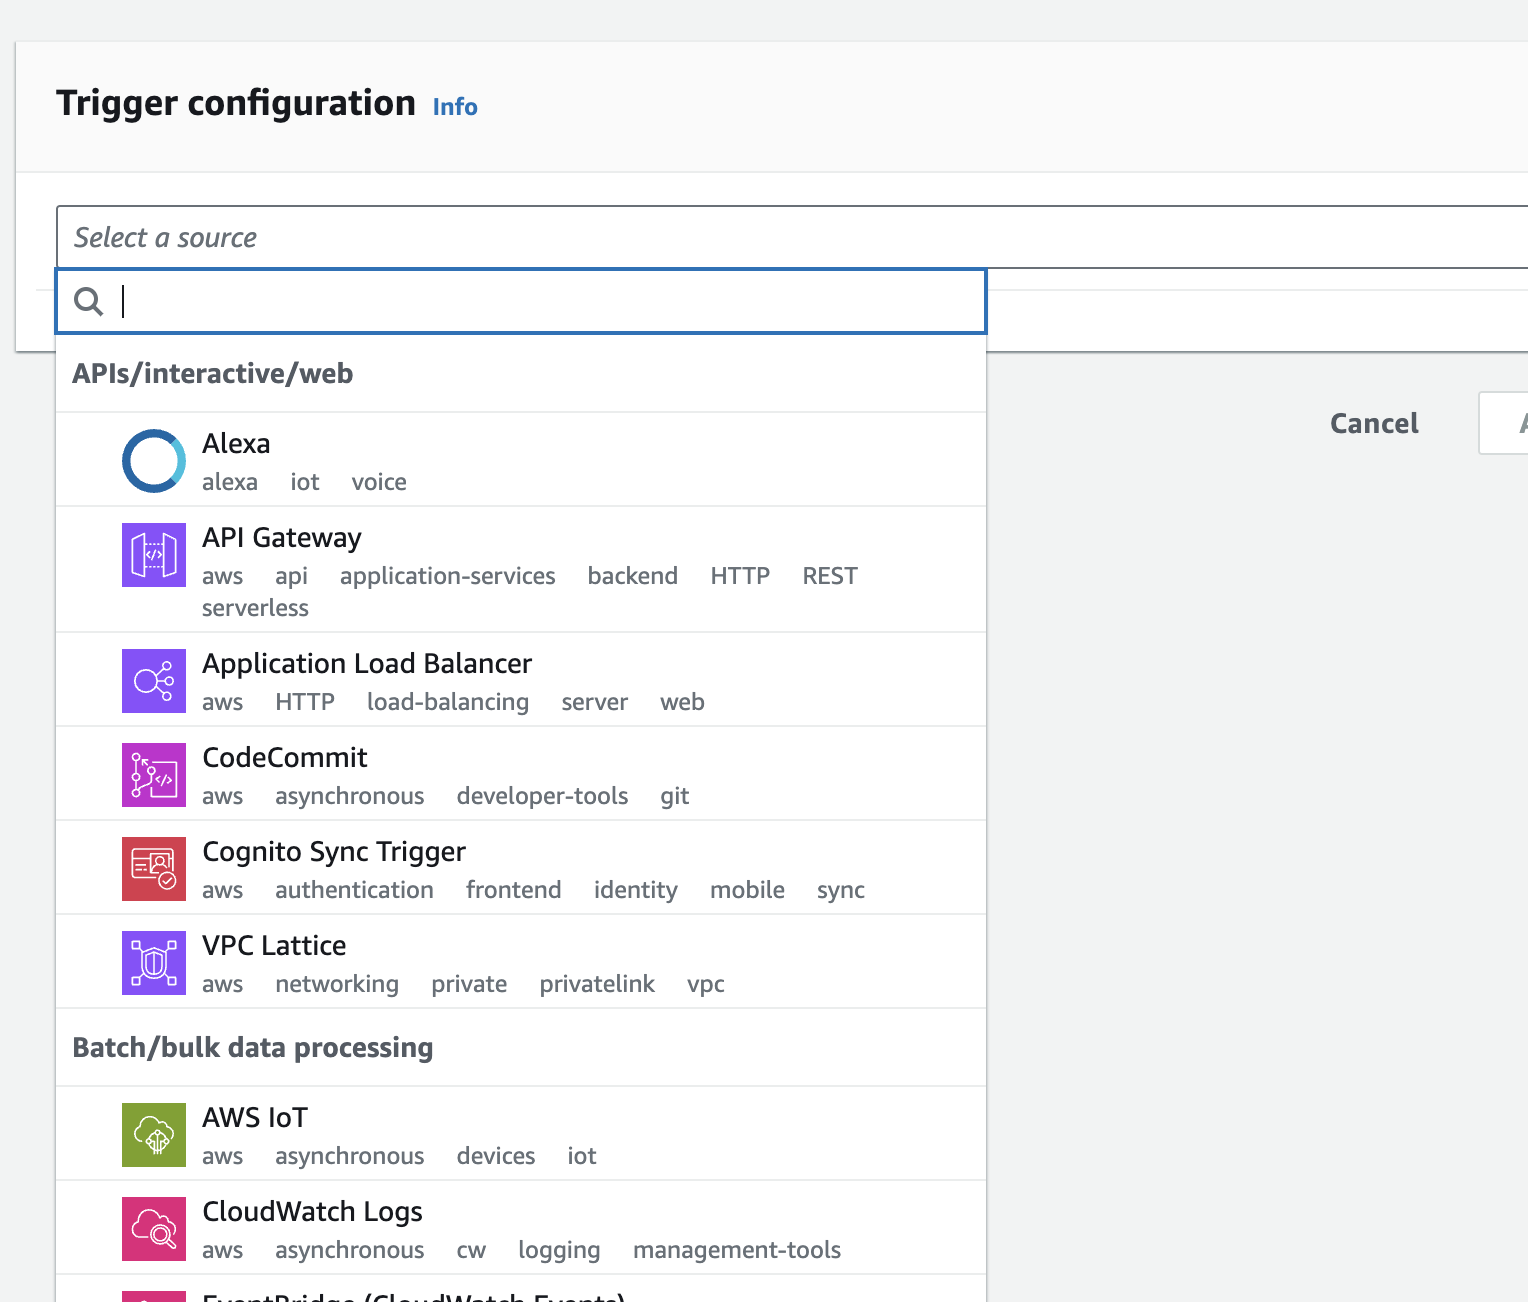 Trigger configuration Info
Select a source
APIs/interactive/web
Cancel
Alexa
alexa iot voice
API Gateway
aws api application-services backend HTTP REST
serverless
Application Load Balancer
aws HTTP load-balancing server web
CodeCommit
aws asynchronous developer-tools git
Cognito Sync Trigger
aws authentication frontend identity mobile sync
VPC Lattice
aws networking private privatelink vpc
Batch/bulk data processing
AWS IoT
aws asynchronous devices iot
CloudWatch Logs
aws asynchronous cw logging management-tools
EventBridge (CloudWatch Events)